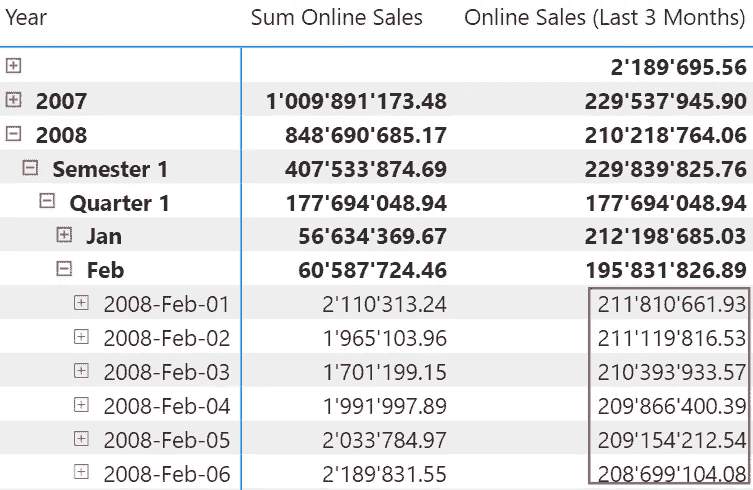 Year Sum Online Sales Online Sales (Last 3 Months)
2'189'695.56
2007 1'009'891'173.48 229'537'945.90
2008 848'690'685.17 210'218'764.06
Semester 1 407'533'874.69 229'839'825.76
Quarter 1 177'694'048.94 177'694'048.94
Jan 56'634'369.67 212'198'685.03
Feb 60'587'724.46 195'831'826.89
2008-Feb-01 2'110'313.24 211'810'661.93
2008-Feb-02 1'965'103.96 211'119'816.53
2008-Feb-03 1'701'199.15 210'393'933.57
2008-Feb-04 1'991'997.89 209'866'400.39
2008-Feb-05 2'033'784.97 209'154'212.54
2008-Feb-06 2'189'831.55 208'699'104.08